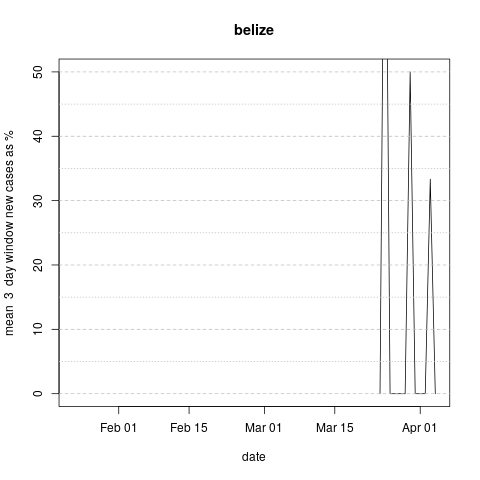 belize
mean  3  day window new cases as %
50
40
30
20
10
0
Feb 01
Feb 15
Mar 01
Mar 15
Apr 01
date